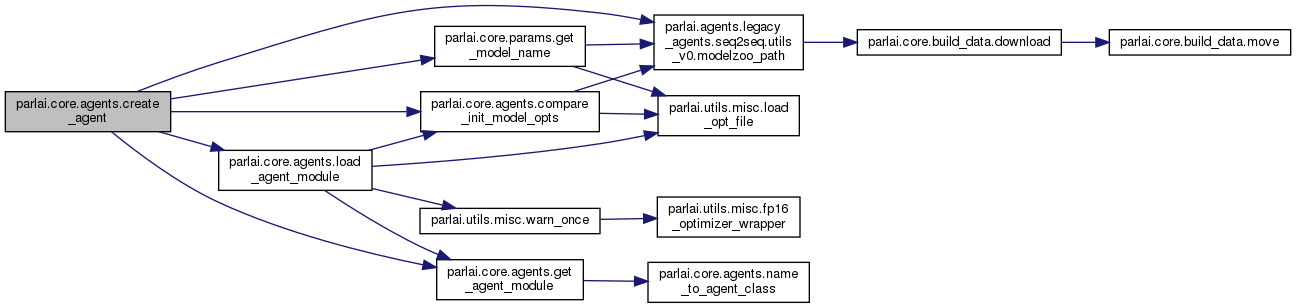 parlai.core.agents.create
_agent
parlai.core.params.get
_model_name
parlai.core.agents.compare
_init_model_opts
parlai.core.agents.load
_agent_module
parlai.utils.misc.warn_once
parlai.core.agents.get
_agent_module
parlai.agents.legacy
_agents.seq2seq.utils
_v0.modelzoo_path
parlai.utils.misc.load
_opt_file
parlai.utils.misc.fp16
_optimizer_wrapper
parlai.core.agents.name
_to_agent_class
parlai.core.build_data.download
parlai.core.build_data.move